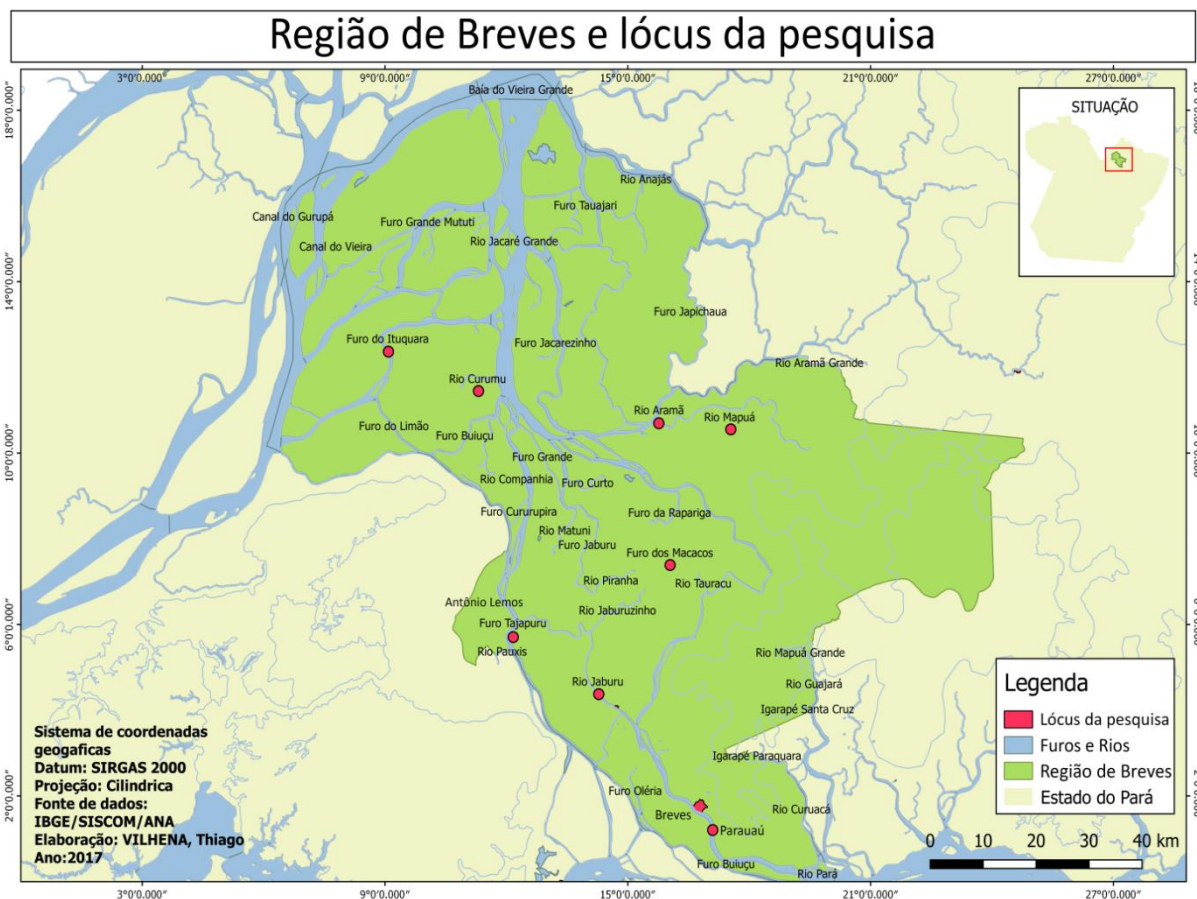 Região de Breves e lócus da pesquisa
3°0'0.000"
9°0'0.000"
15°0'0.000"
21°0'0.000"
27°0'0.000"
18°0'0.000"
14°0'0.000"
10°0'0.000"
6°0'0.000"
2°0'0.000"
SITUAÇÃO
Baía do Vieira Grande
Rio Anajás
Furo Tauajari
Canal do Gurupá
Furo Grande Mututi
Canal do Vieira
Rio Jacaré Grande
Furo Japichaua
Furo do Ituquara
Furo Jacarezinho
Rio Aramã Grande
Rio Curumu
Rio Aramã
Rio Mapuá
Furo do Limão
Furo Buiuçu
Furo Grande
Rio Companhia
Furo Curto
Furo Cururupira
Furo da Rapariga
Rio Matuni
Furo Jaburu
Furo dos Macacos
Rio Piranha
Rio Tauracu
Antônio Lemos
Rio Jaburuzinho
Furo Tajapuru
Rio Pauxis
Rio Mapuá Grande
Rio Jaburu
Rio Guajará
Igarapé Santa Cruz
Igarapé Paraquara
Furo Oléria
Breves
Rio Curuacá
Parauaú
Furo Buiuçu
Rio Pará
Legenda
Lócus da pesquisa
Furos e Rios
Região de Breves
Estado do Pará
0 10 20 30 40 km
Sistema de coordenadas
geogaficas
Datum: SIRGAS 2000
Projeção: Cilindrica
Fonte de dados:
IBGE/SISCOM/ANA
Elaboração: VILHENA, Thiago
Ano:2017
3°0'0.000"
9°0'0.000"
15°0'0.000"
21°0'0.000"
27°0'0.000"